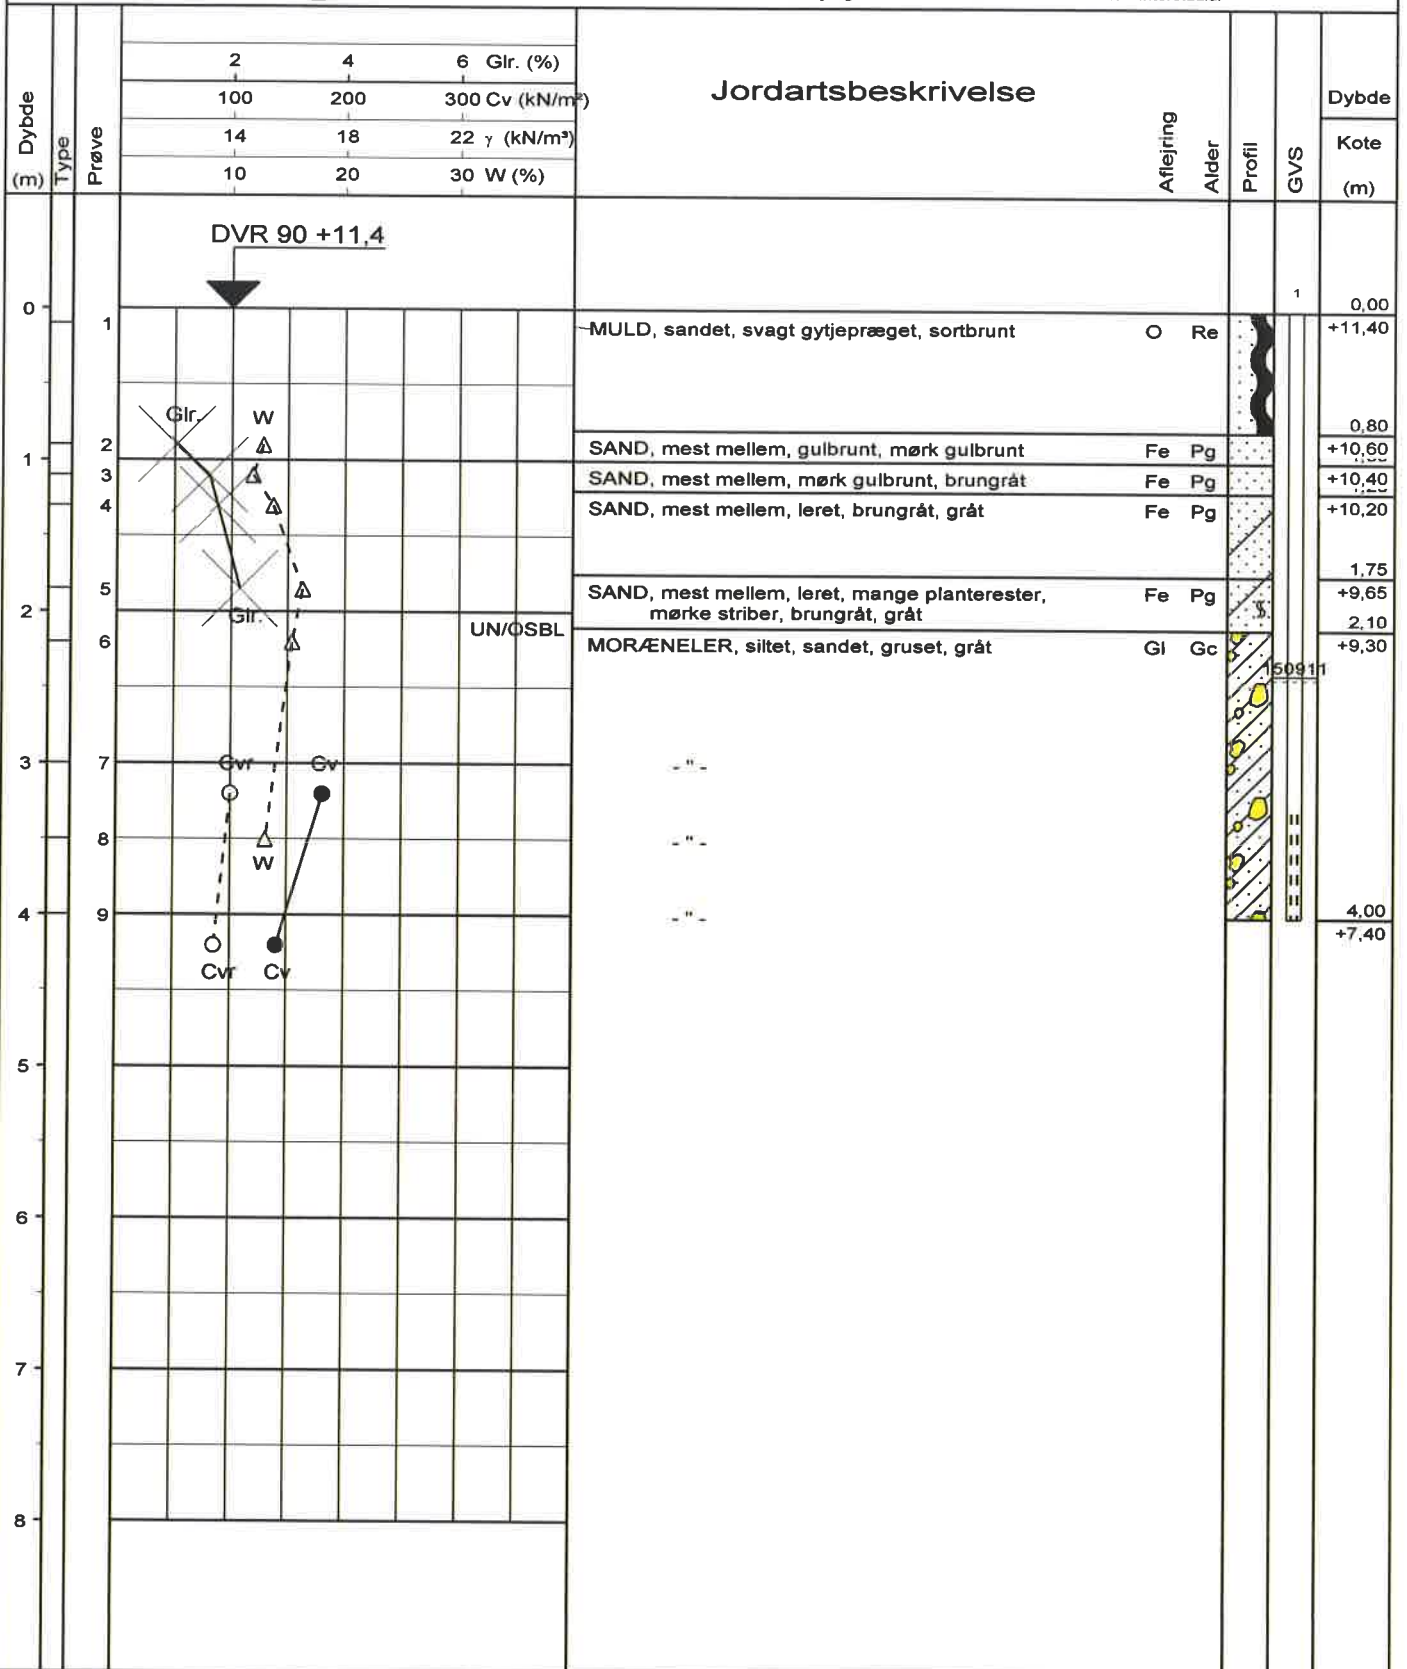 2 4 6 Glr. (%)
100 200 300 Cv (kN/m²)
14 18 22 γ (kN/m³)
10 20 30 W (%)
Dybde
(m)
Type
Prøve
Jordartsbeskrivelse
Aflejring
Alder
Profil
GVS
Dybde
Kote
(m)
DVR 90 +11,4
1
0 0,00
1 MULD, sandet, svagt gytjepræget, sortbrunt O Re +11,40
Glr. W
0,80
2 SAND, mest mellem, gulbrunt, mørk gulbrunt Fe Pg +10,60
1
3 SAND, mest mellem, mørk gulbrunt, brungråt Fe Pg +10,40
4 SAND, mest mellem, leret, brungråt, gråt Fe Pg +10,20
1,75
5 SAND, mest mellem, leret, mange planterester, Fe Pg +9,65
mørke striber, brungråt, gråt S
2 Glr. 2,10
UN/OSBL
6 MORÆNELER, siltet, sandet, gruset, gråt Gl Gc +9,30
150911
3 7 Cvr Cv - " -
8 - " -
W
4 9 - " - 4,00
+7,40
Cvr Cv
5
6
7
8